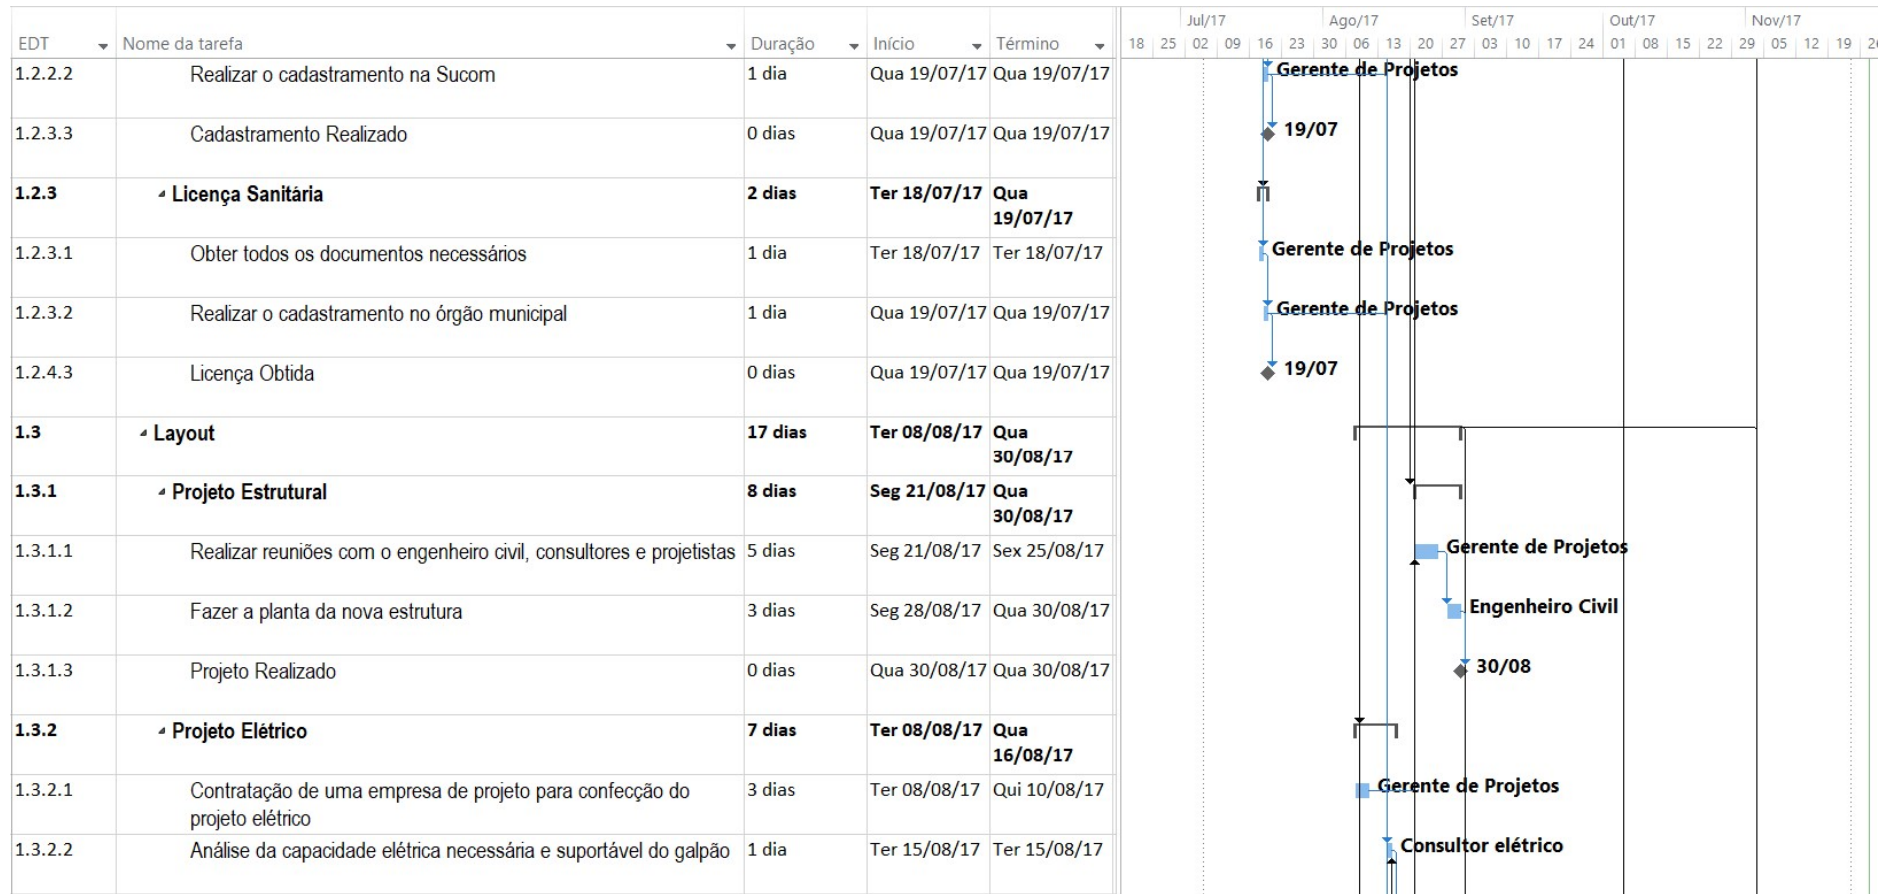 Jul/17 Ago/17 Set/17 Out/17 Nov/17
EDT Nome da tarefa Duração Início Término 18 25 02 09 16 23 30 06 13 20 27 03 10 17 24 01 08 15 22 29 05 12 19 26
1.2.2.2 Realizar o cadastramento na Sucom 1 dia Qua 19/07/17 Qua 19/07/17 Gerente de Projetos
1.2.3.3 Cadastramento Realizado 0 dias Qua 19/07/17 Qua 19/07/17 19/07
1.2.3 Licença Sanitária 2 dias Ter 18/07/17 Qua
19/07/17
1.2.3.1 Obter todos os documentos necessários 1 dia Ter 18/07/17 Ter 18/07/17 Gerente de Projetos
1.2.3.2 Realizar o cadastramento no órgão municipal 1 dia Qua 19/07/17 Qua 19/07/17 Gerente de Projetos
1.2.4.3 Licença Obtida 0 dias Qua 19/07/17 Qua 19/07/17 19/07
1.3 Layout 17 dias Ter 08/08/17 Qua
30/08/17
1.3.1 Projeto Estrutural 8 dias Seg 21/08/17 Qua
30/08/17
1.3.1.1 Realizar reuniões com o engenheiro civil, consultores e projetistas 5 dias Seg 21/08/17 Sex 25/08/17 Gerente de Projetos
1.3.1.2 Fazer a planta da nova estrutura 3 dias Seg 28/08/17 Qua 30/08/17 Engenheiro Civil
1.3.1.3 Projeto Realizado 0 dias Qua 30/08/17 Qua 30/08/17 30/08
1.3.2 Projeto Elétrico 7 dias Ter 08/08/17 Qua
16/08/17
1.3.2.1 Contratação de uma empresa de projeto para confecção do 3 dias Ter 08/08/17 Qui 10/08/17 Gerente de Projetos
projeto elétrico
1.3.2.2 Análise da capacidade elétrica necessária e suportável do galpão 1 dia Ter 15/08/17 Ter 15/08/17 Consultor elétrico